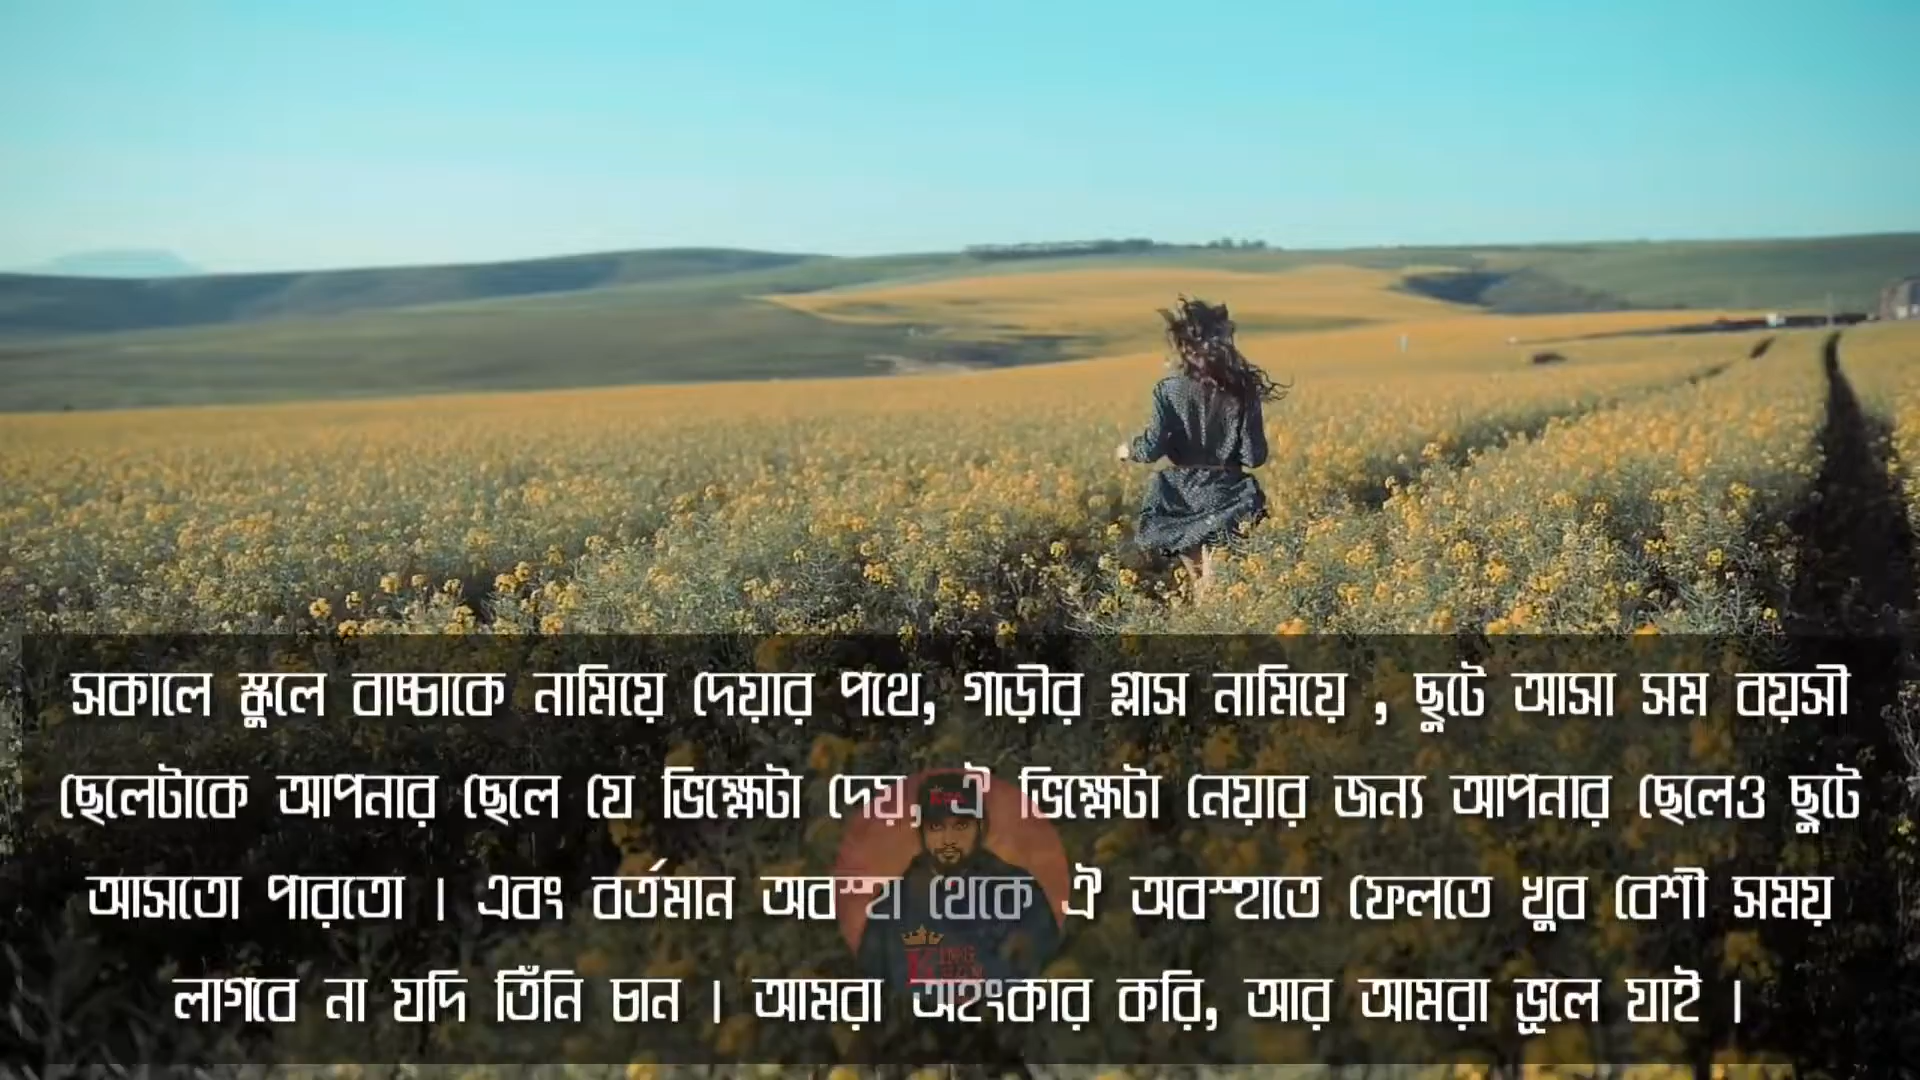 সকালে স্কুলে বাচ্চাকে নামিয়ে দেয়ার পথে, গাড়ীর গ্লাস নামিয়ে , ছুটে আসা সম বয়সী
ছেলেটাকে আপনার ছেলে যে ভিক্ষেটা দেয়, ঐ ভিক্ষেটা নেয়ার জন্য আপনার ছেলেও ছুটে
আসতো পারতো । এবং বর্তমান অবস্হা থেকে ঐ অবস্হাতে ফেলতে খুব বেশী সময়
লাগবে না যদি তিঁনি চান । আমরা অহংকার করি, আর আমরা ভূলে যাই ।